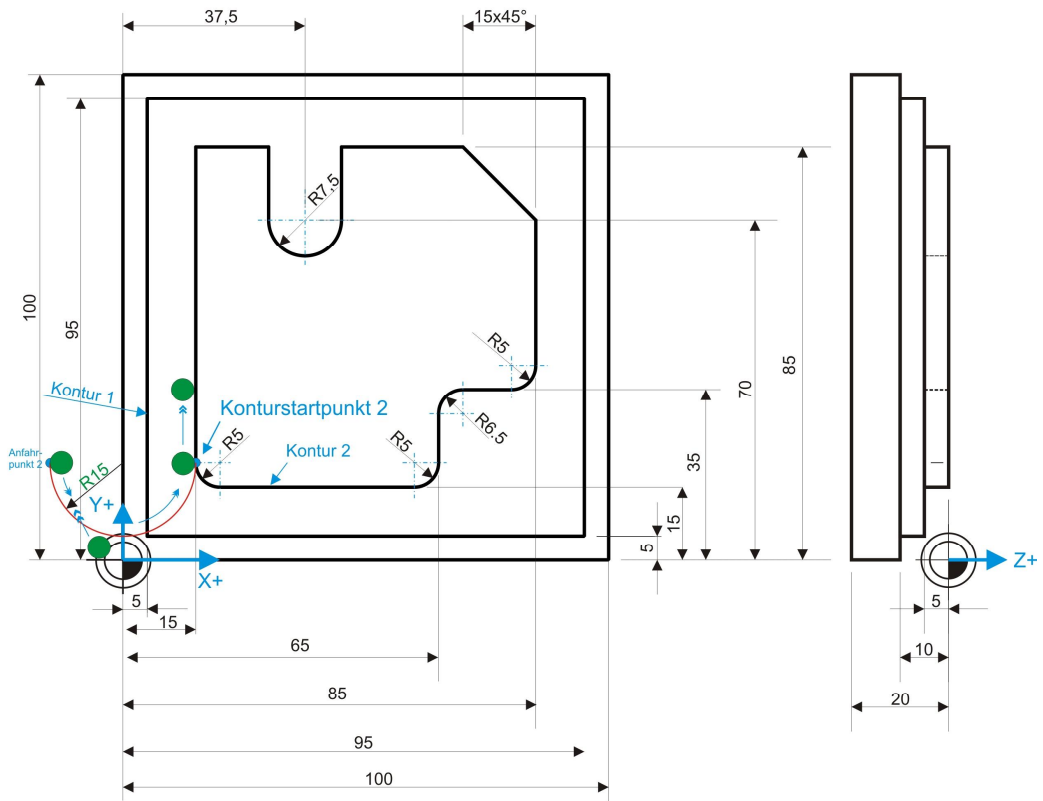 37,5
15x45°
100
95
R7,5
Kontur 1
Konturstartpunkt 2
Anfahr-
punkt 2
R15
R5
Kontur 2
R5
R5
R6.5
Y+
X+
Z+
85
70
35
15
5
5
15
65
85
95
100
5
10
20